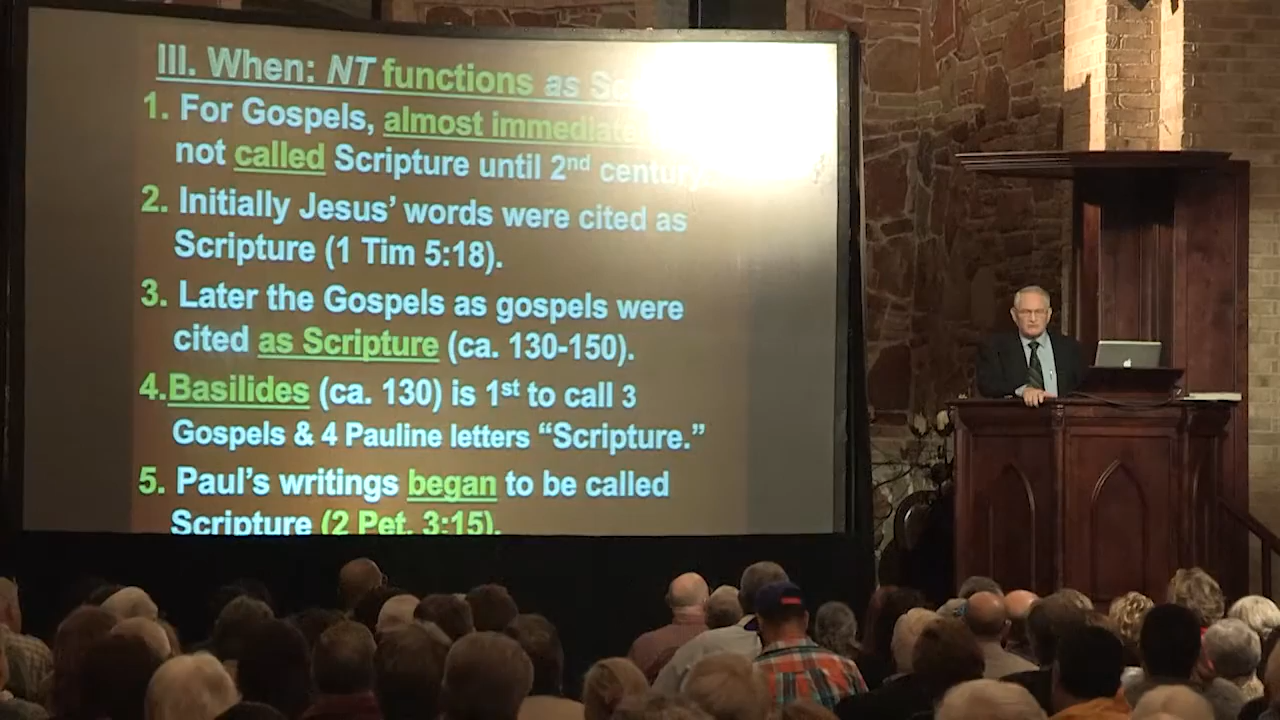 III. When: NT functions as
1. For Gospels, almost
not called Scripture until 2nd century
2. Initially Jesus’ words were cited as
Scripture (1 Tim 5:18).
3. Later the Gospels as gospels were
cited as Scripture (ca. 130-150).
4.Basilides (ca. 130) is 1st to call 3
Gospels & 4 Pauline letters “Scripture.”
5. Paul’s writings began to be called
Scripture (2 Pet. 3:15).